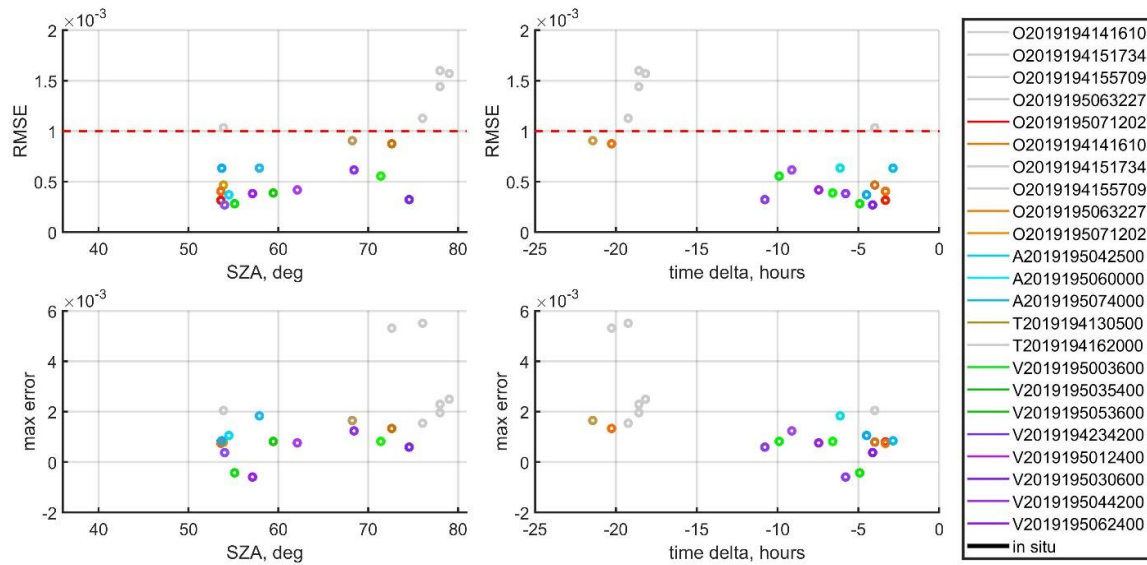 ×10⁻³
2
1.5
1
0.5
0
RMSE
40 50 60 70 80
SZA, deg
×10⁻³
2
1.5
1
0.5
0
RMSE
-25 -20 -15 -10 -5 0
time delta, hours
×10⁻³
6
4
2
0
-2
max error
40 50 60 70 80
SZA, deg
×10⁻³
6
4
2
0
-2
max error
-25 -20 -15 -10 -5 0
time delta, hours
O2019194141610
O2019194151734
O2019194155709
O2019195063227
O2019195071202
O2019194141610
O2019194151734
O2019194155709
O2019195063227
O2019195071202
A2019195042500
A2019195060000
A2019195074000
T2019194130500
T2019194162000
V2019195003600
V2019195035400
V2019195053600
V2019194234200
V2019195012400
V2019195030600
V2019195044200
V2019195062400
in situ